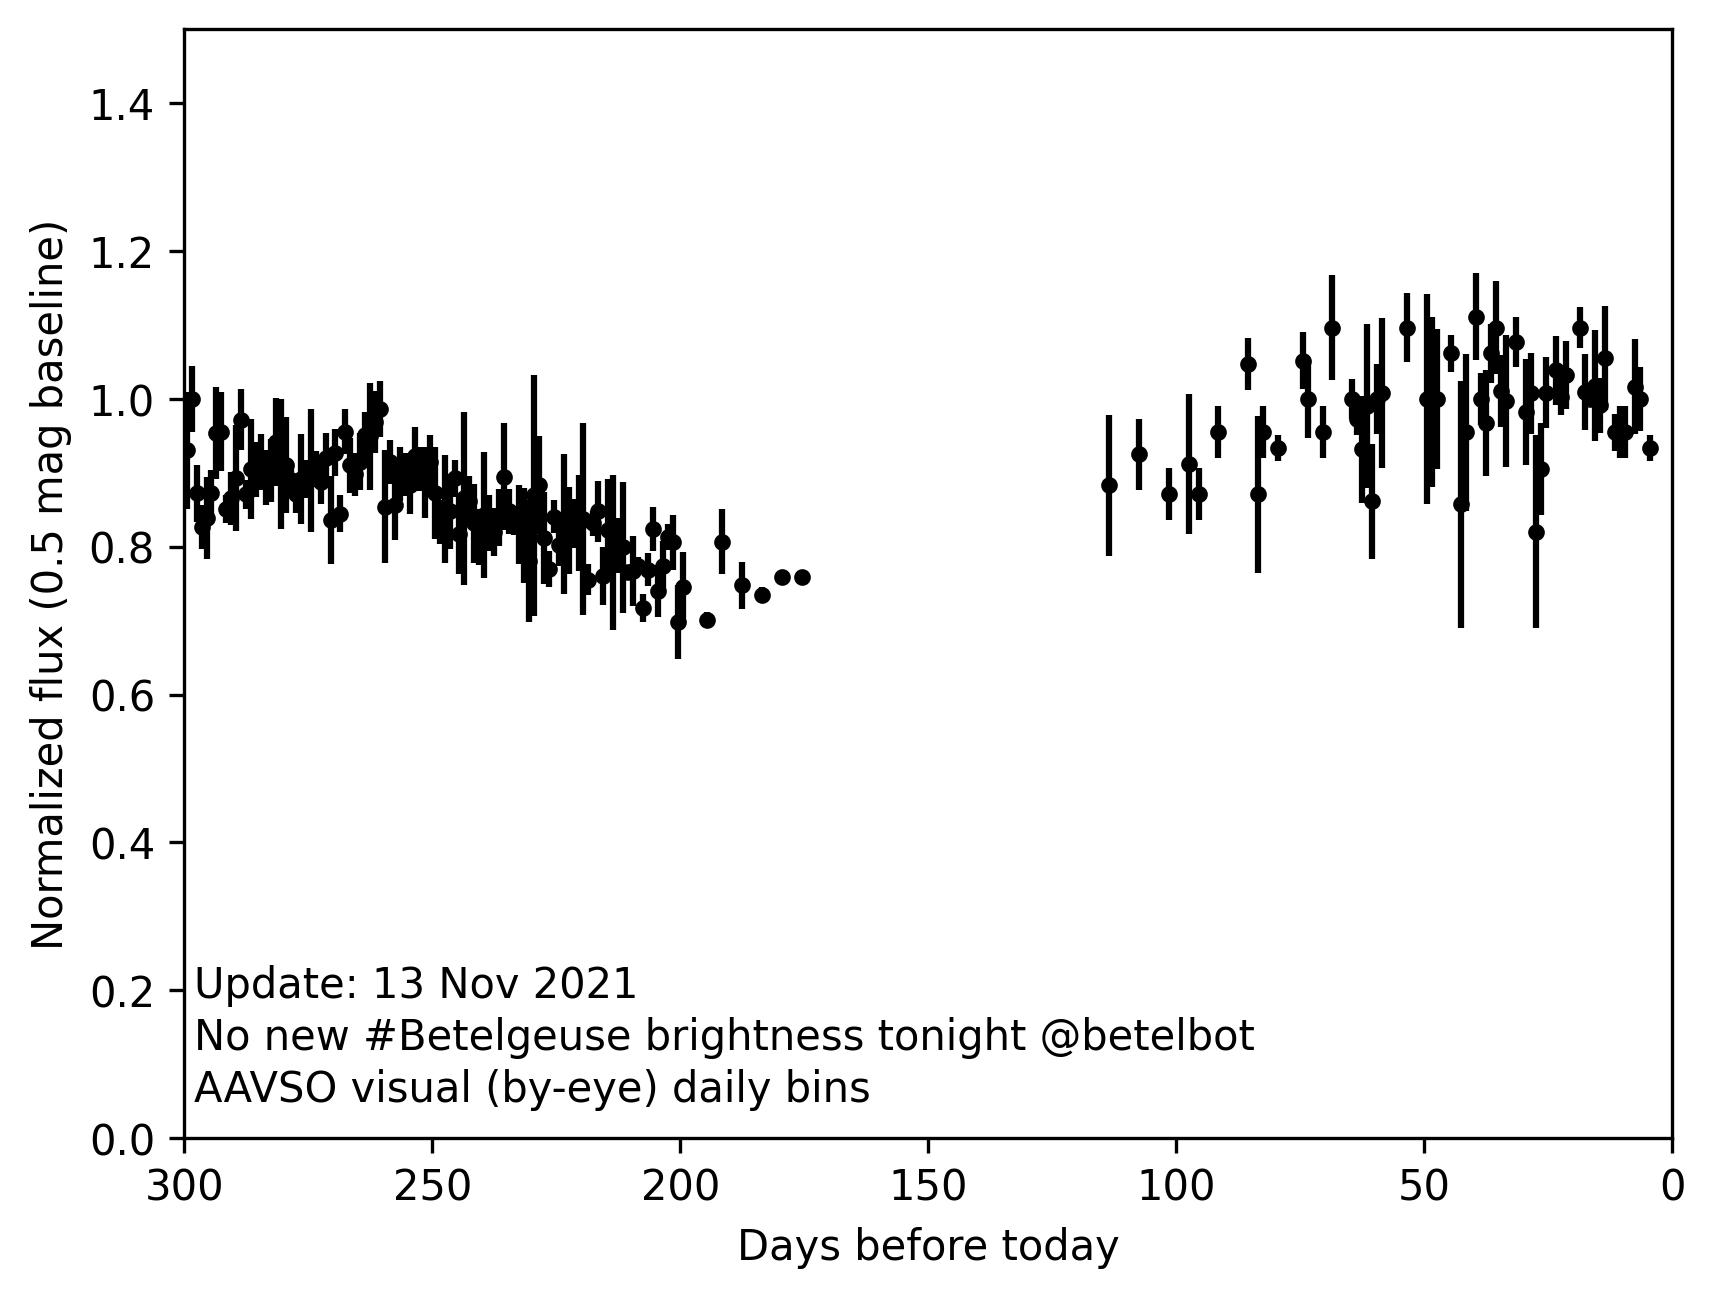 1.4
1.2
1.0
0.8
0.6
0.4
0.2
0.0
Normalized flux (0.5 mag baseline)
Update: 13 Nov 2021
No new #Betelgeuse brightness tonight @betelbot
AAVSO visual (by-eye) daily bins
300 250 200 150 100 50 0
Days before today